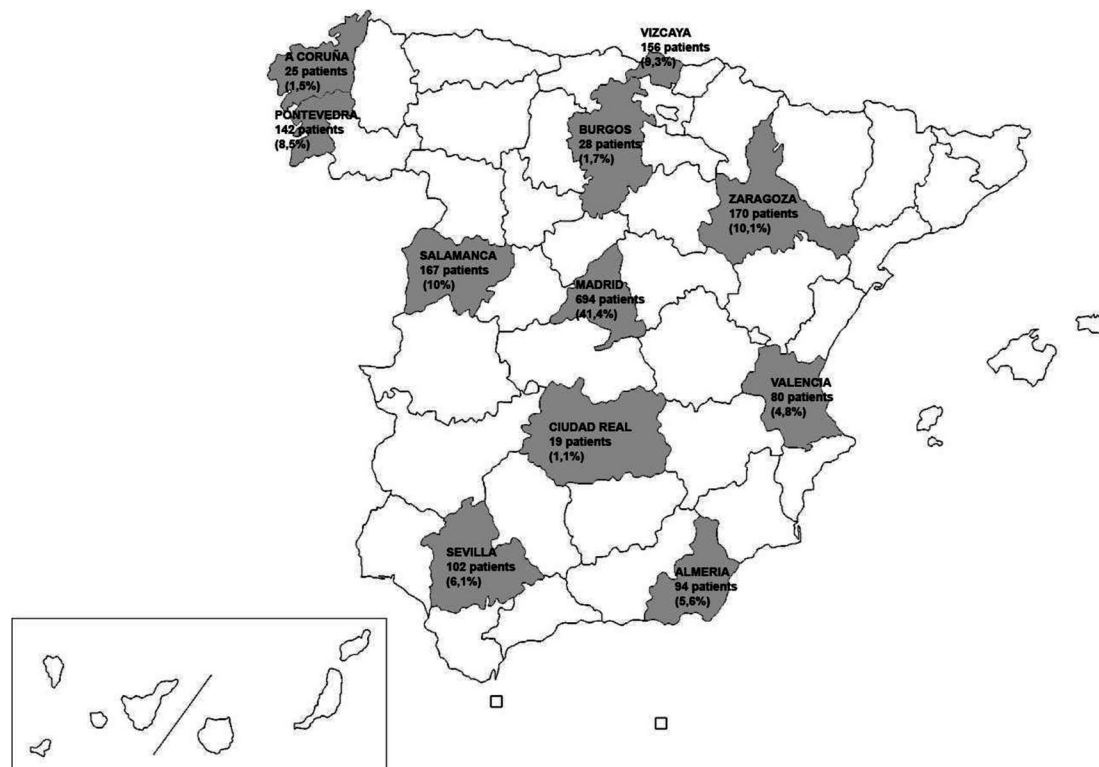 VIZCAYA
156 patients
(9,3%)
A CORUÑA
25 patients
(1,5%)
PONTEVEDRA
142 patients
(8,5%)
BURGOS
28 patients
(1,7%)
ZARAGOZA
170 patients
(10,1%)
SALAMANCA
167 patients
(10%)
MADRID
694 patients
(41,4%)
VALENCIA
80 patients
(4,8%)
CIUDAD REAL
19 patients
(1,1%)
SEVILLA
102 patients
(6,1%)
ALMERIA
94 patients
(5,6%)